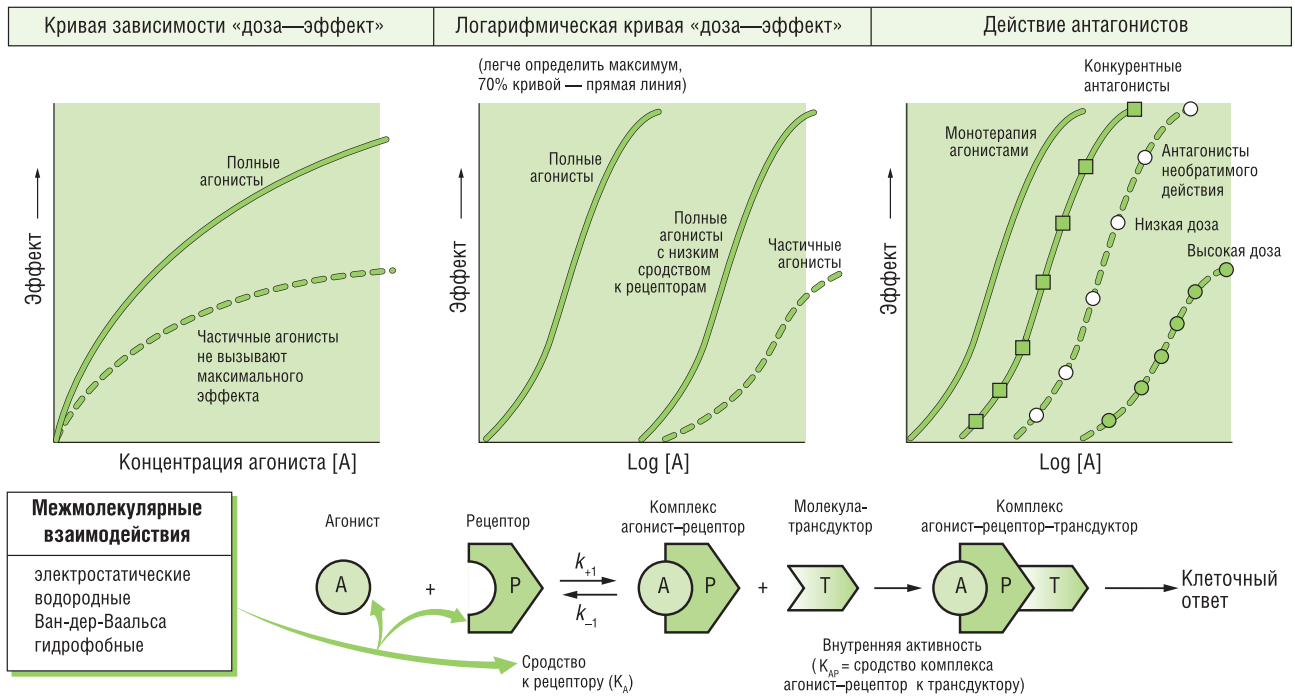 Кривая зависимости «доза—эффект»
Логарифмическая кривая «доза—эффект»
Действие антагонистов
Эффект
Полные
агонисты
Частичные агонисты
не вызывают
максимального
эффекта
Концентрация агониста [A]
(легче определить максимум,
70% кривой — прямая линия)
Эффект
Полные
агонисты
Полные
агонисты
с низким
сродством
к рецепторам
Частичные
агонисты
Log [A]
Конкурентные
антагонисты
Эффект
Монотерапия
агонистами
Антагонисты
необратимого
действия
Низкая доза
Высокая доза
Log [A]
Межмолекулярные
взаимодействия
электростатические
водородные
Ван-дер-Ваальса
гидрофобные
Агонист
A
+
Рецептор
P
k+1
k–1
Комплекс
агонист–рецептор
A P
+
Молекула-
трансдуктор
T
Комплекс
агонист–рецептор–трансдуктор
A P T
Клеточный
ответ
Сродство
к рецептору (KA)
Внутренняя активность
( KAP = сродство комплекса
агонист–рецептор к трансдуктору)